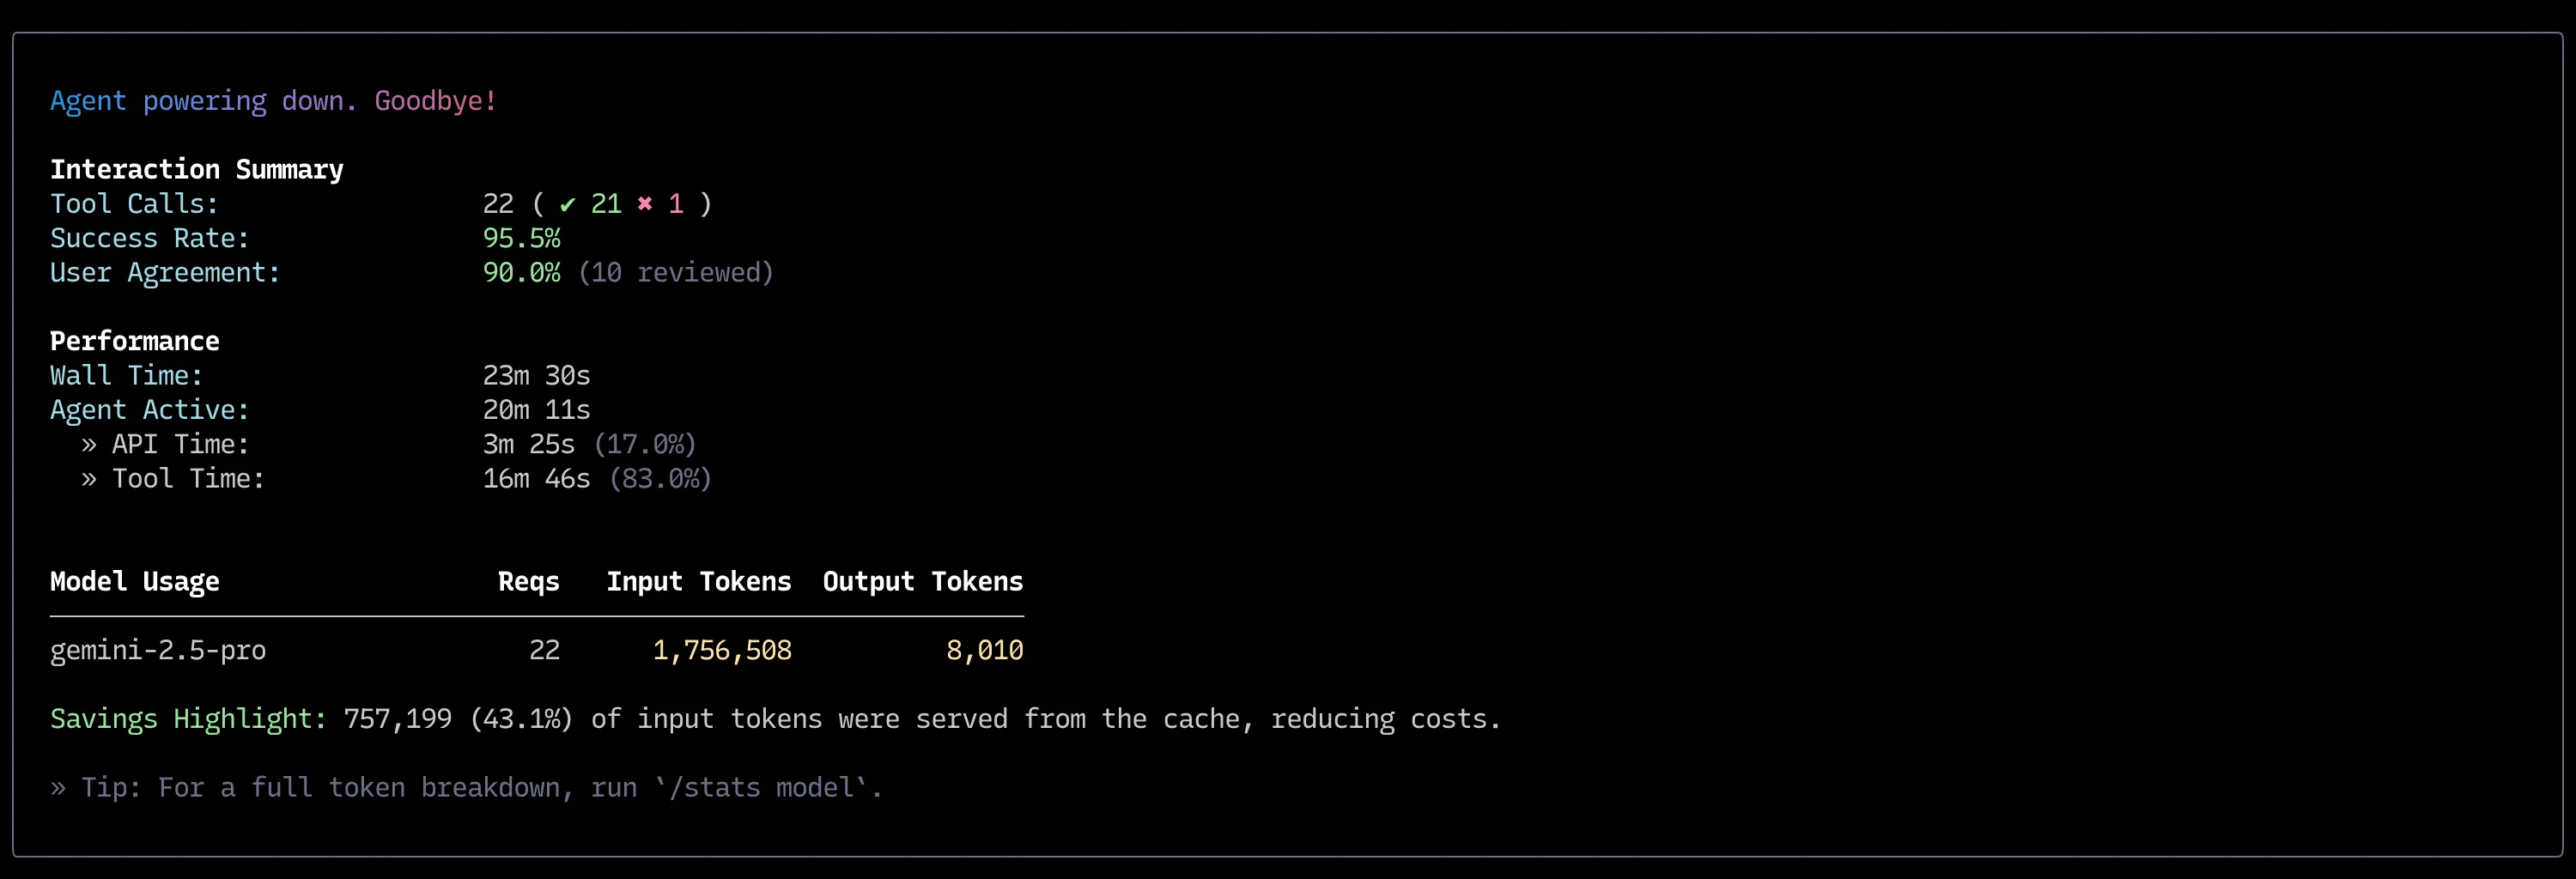 Agent powering down. Goodbye!
Interaction Summary
Tool Calls: 22 ( ✔ 21 ✖ 1 )
Success Rate: 95.5%
User Agreement: 90.0% (10 reviewed)
Performance
Wall Time: 23m 30s
Agent Active: 20m 11s
» API Time: 3m 25s (17.0%)
» Tool Time: 16m 46s (83.0%)
Model Usage Reqs Input Tokens Output Tokens
gemini-2.5-pro 22 1,756,508 8,010
Savings Highlight: 757,199 (43.1%) of input tokens were served from the cache, reducing costs.
» Tip: For a full token breakdown, run `/stats model`.